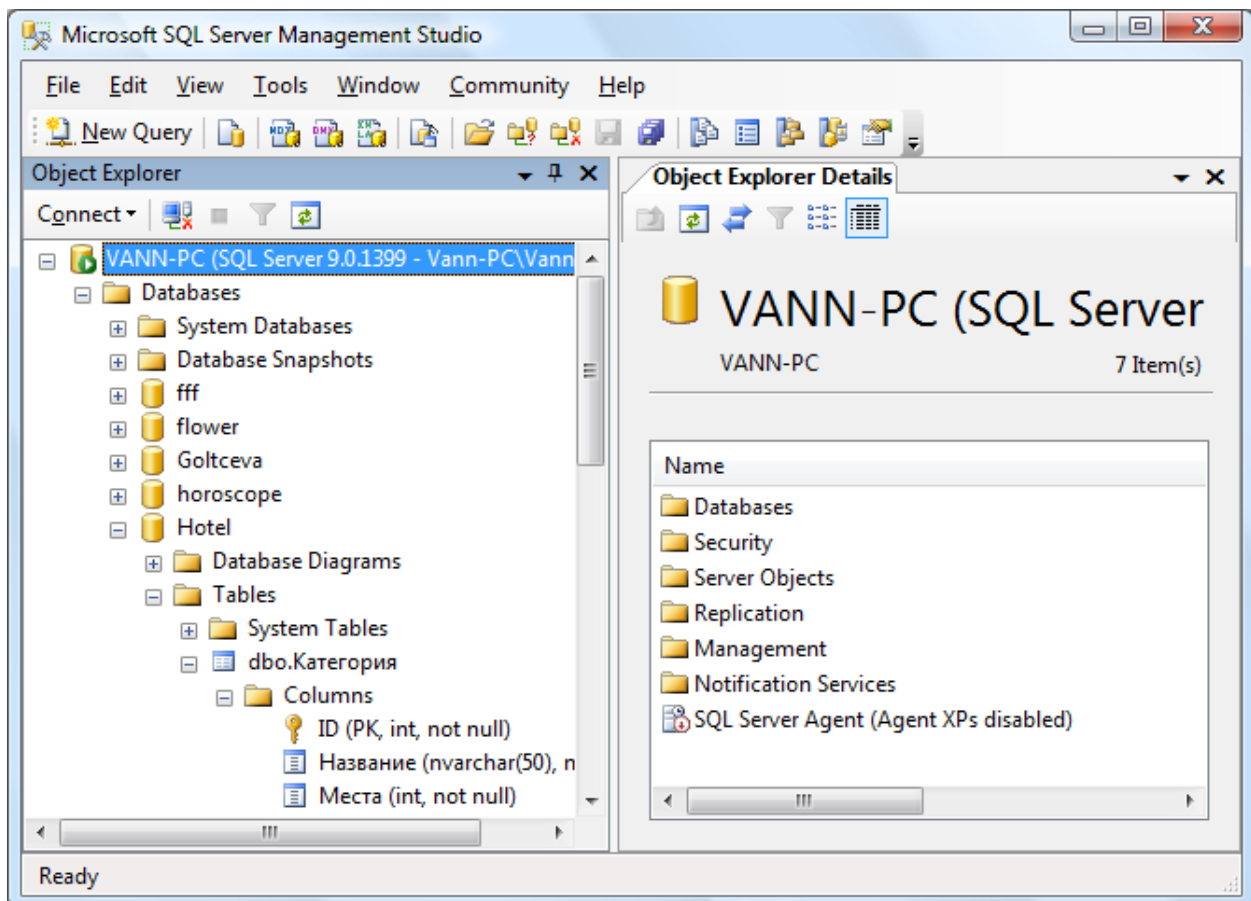 Microsoft SQL Server Management Studio
File Edit View Tools Window Community Help
New Query
Object Explorer
Connect
VANN-PC (SQL Server 9.0.1399 - Vann-PC\Vann
Databases
System Databases
Database Snapshots
fff
flower
Goltceva
horoscope
Hotel
Database Diagrams
Tables
System Tables
dbo.Категория
Columns
ID (PK, int, not null)
Название (nvarchar(50), n
Места (int, not null)
Object Explorer Details
VANN-PC (SQL Server
VANN-PC 7 Item(s)
Name
Databases
Security
Server Objects
Replication
Management
Notification Services
SQL Server Agent (Agent XPs disabled)
Ready